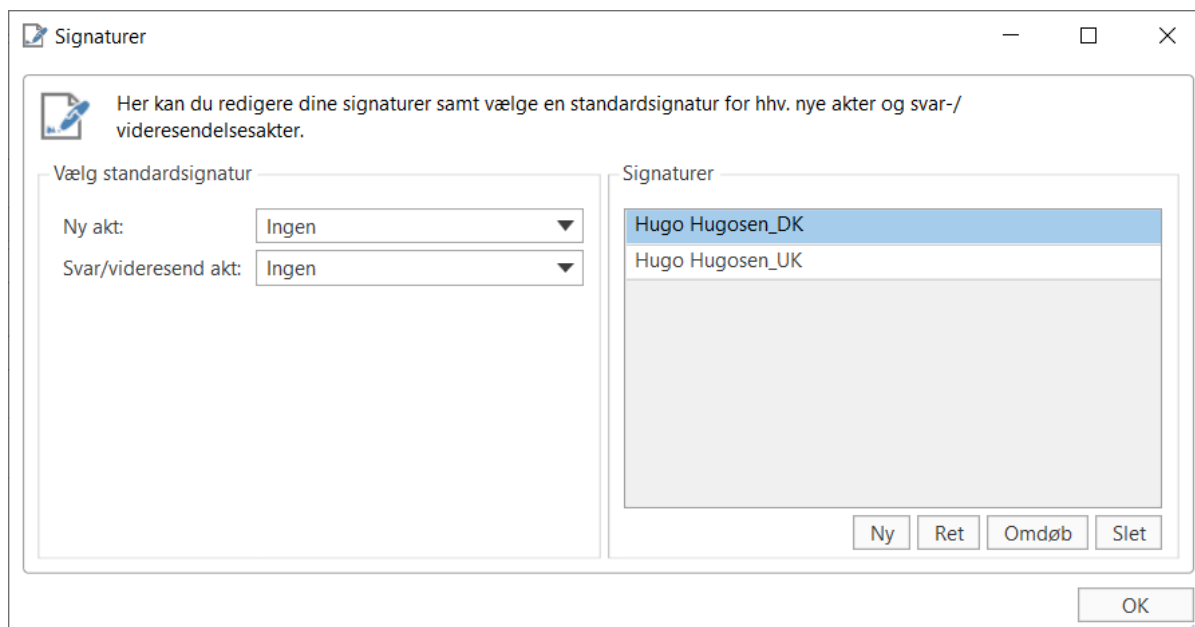 Signaturer
Her kan du redigere dine signaturer samt vælge en standardsignatur for hhv. nye akter og svar-/
videresendelsesakter.
Vælg standardsignatur
Ny akt: Ingen
Svar/videresend akt: Ingen
Signaturer
Hugo Hugosen_DK
Hugo Hugosen_UK
Ny Ret Omdøb Slet
OK